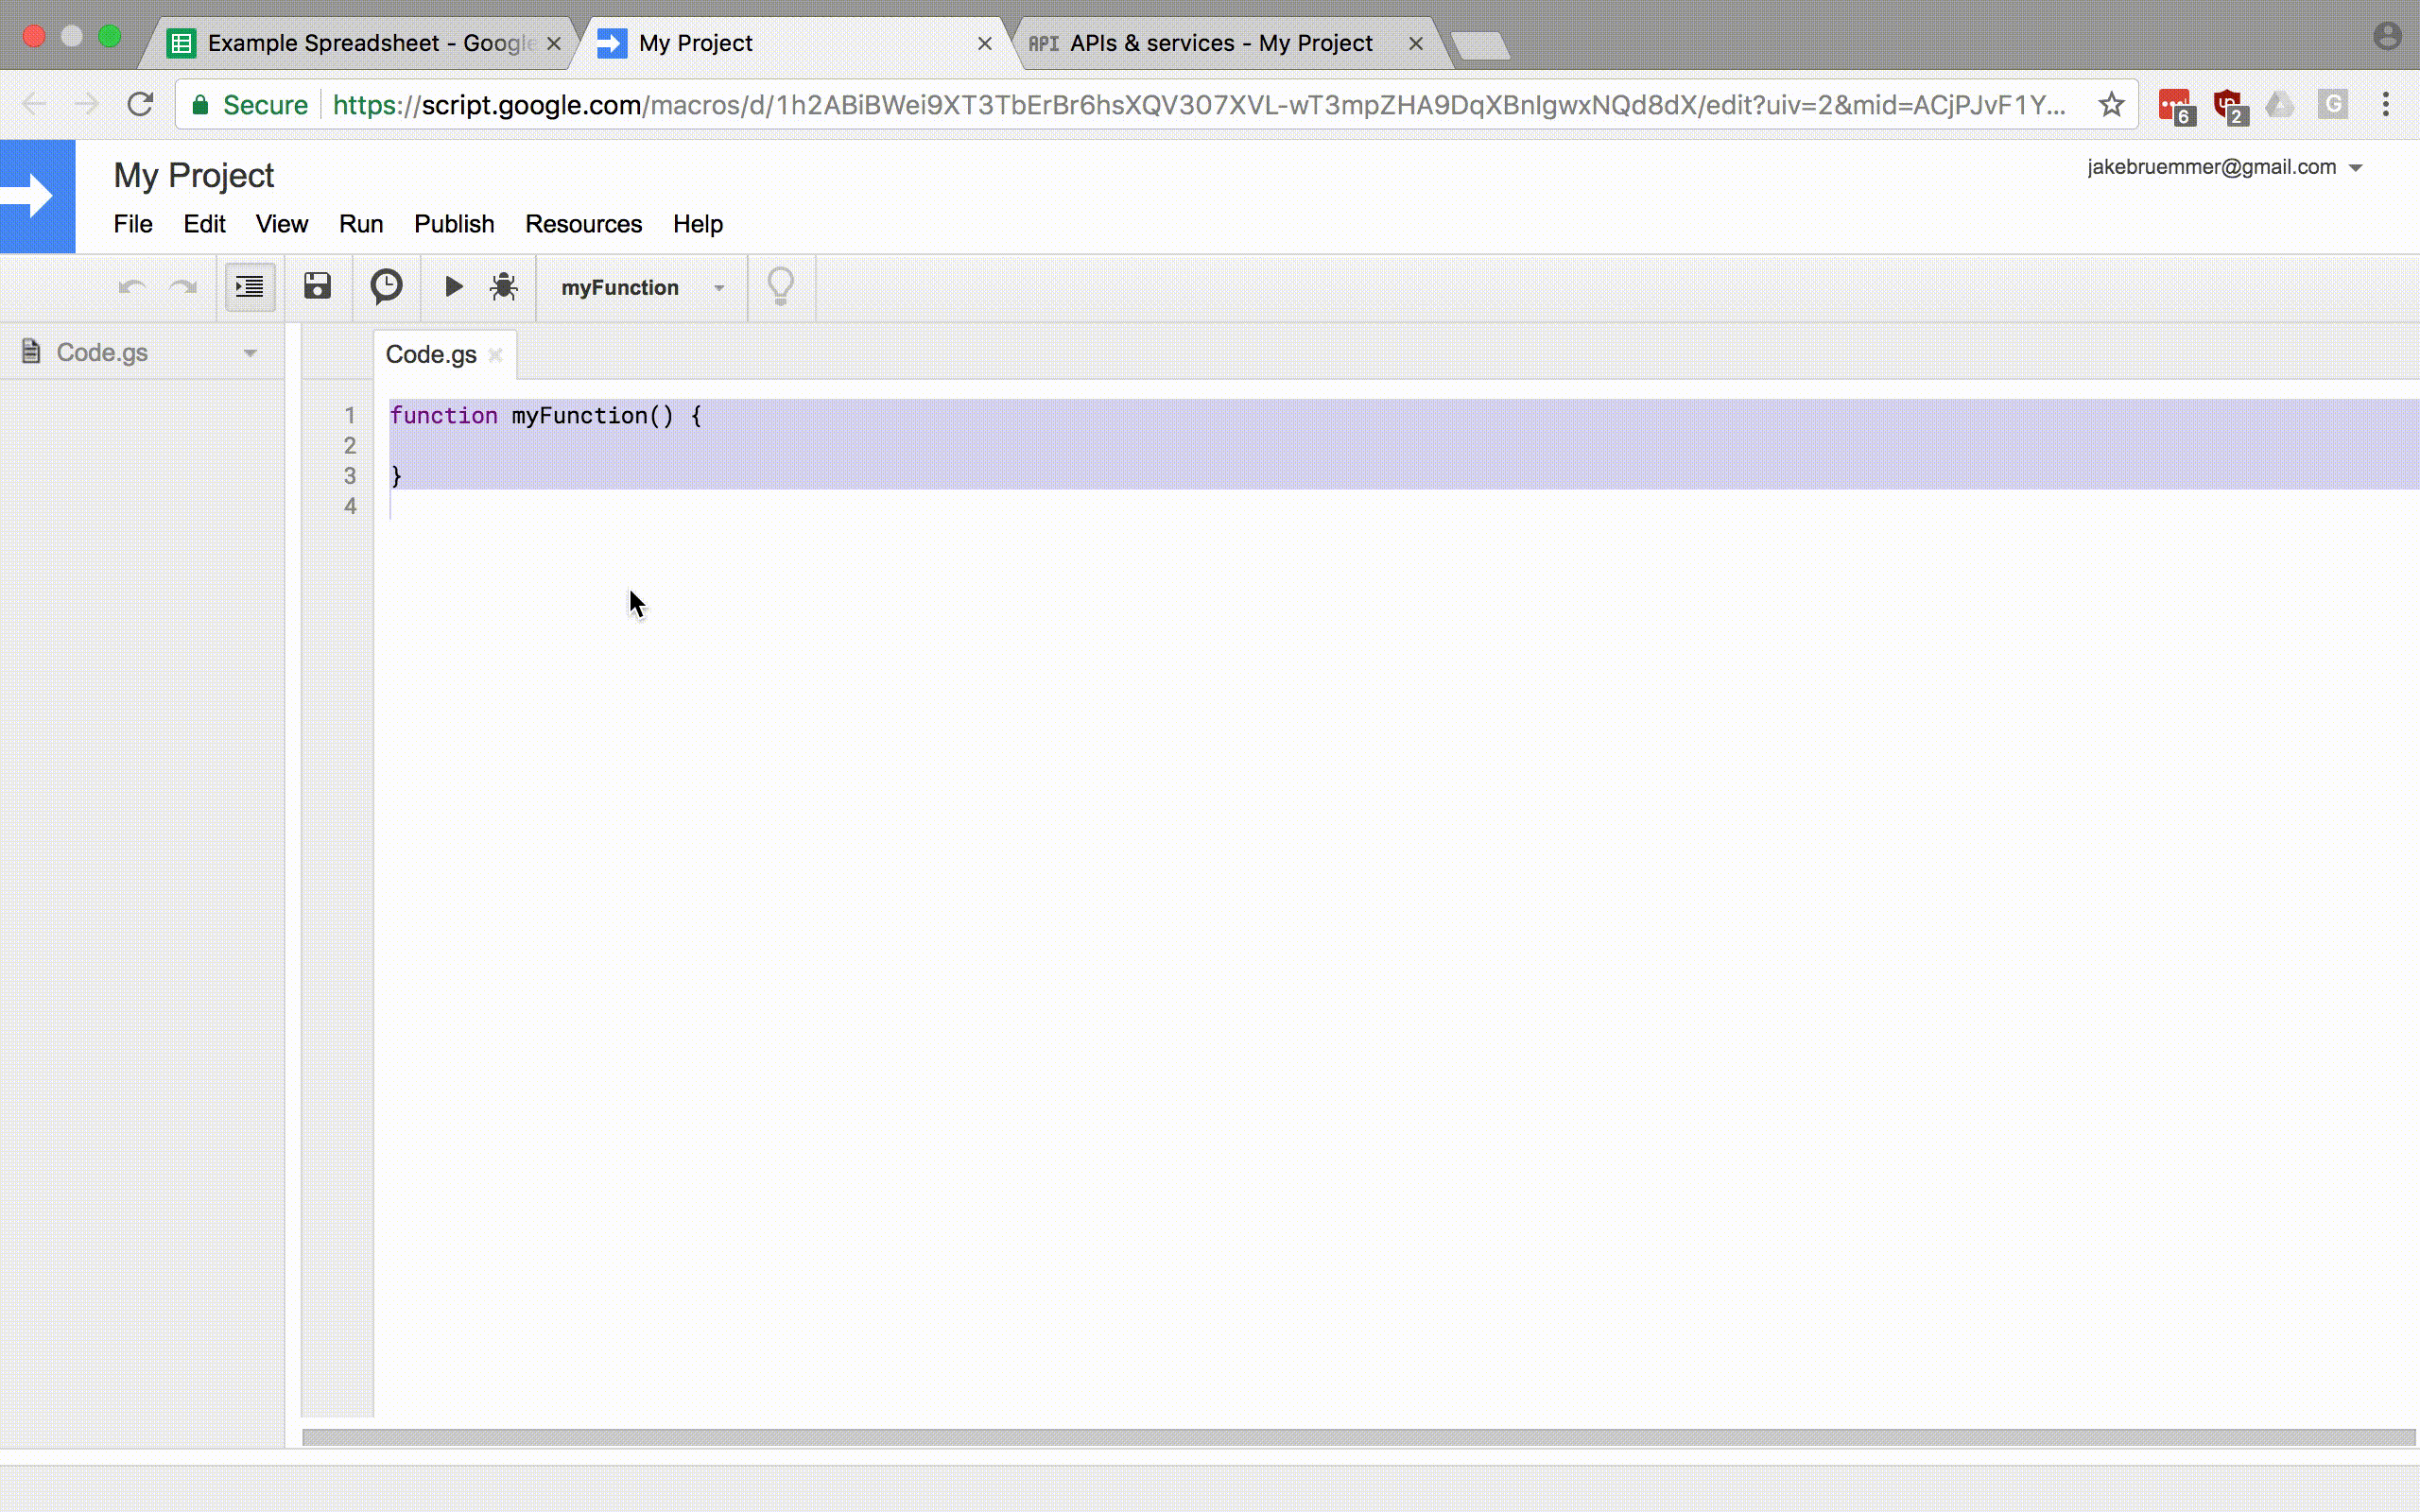 Example Spreadsheet - Google
My Project
API APIs & services - My Project
Secure https://script.google.com/macros/d/1h2ABiBWei9XT3TbErBr6hsXQV307XVL-wT3mpZHA9DqXBnIgwxNQd8dX/edit?uiv=2&mid=ACjPJvF1Y...
6
2
G
My Project
jakebruemmer@gmail.com
File Edit View Run Publish Resources Help
myFunction
Code.gs
Code.gs
1 function myFunction() {
2
3 }
4